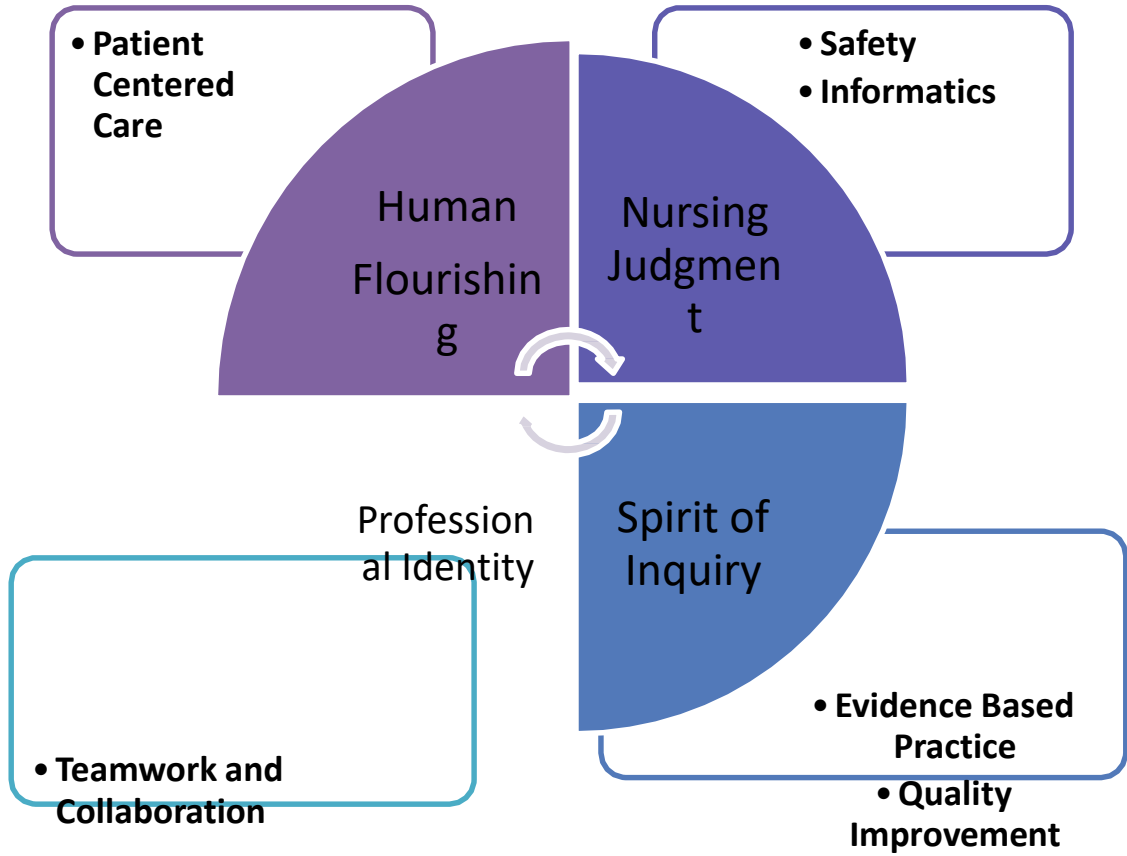 • Patient
Centered
Care
• Safety
• Informatics
Human
Flourishin
g
Nursing
Judgmen
t
Profession
al Identity
Spirit of
Inquiry
• Teamwork and
Collaboration
• Evidence Based
Practice
• Quality
Improvement